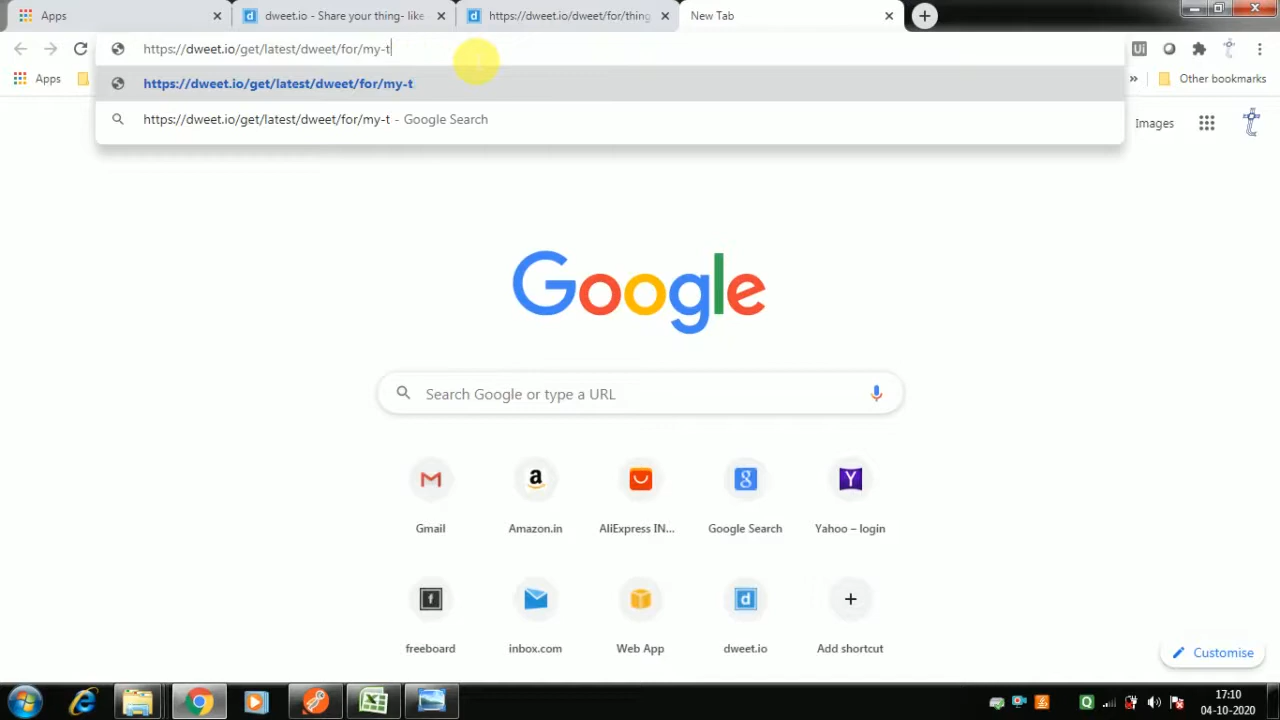 Apps
dweet.io - Share your thing- like
https://dweet.io/dweet/for/thing
New Tab
https://dweet.io/get/latest/dweet/for/my-t
Ui
Apps
»
Other bookmarks
https://dweet.io/get/latest/dweet/for/my-t
https://dweet.io/get/latest/dweet/for/my-t - Google Search
Images
Google
Search Google or type a URL
Gmail
Amazon.in
AliExpress IN...
Google Search
Yahoo – login
freeboard
inbox.com
Web App
dweet.io
Add shortcut
Customise
17:10
04-10-2020